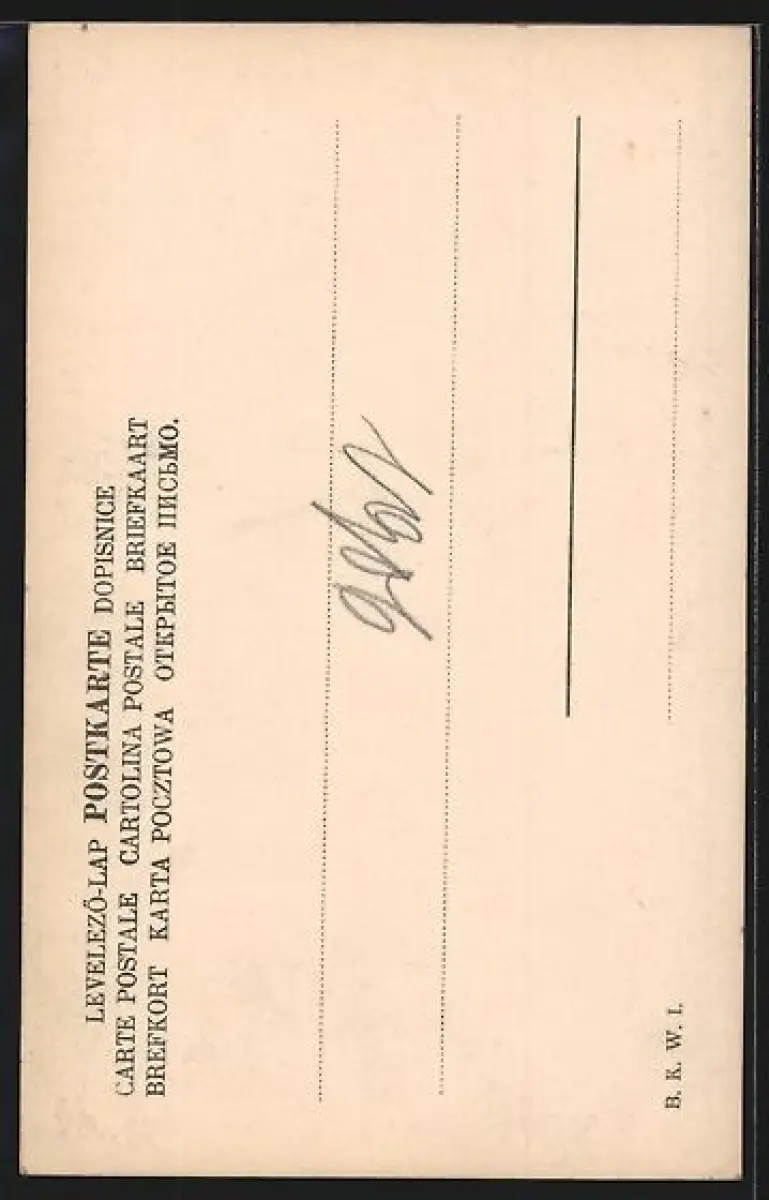 LEVELEZŐ-LAP POSTKARTE DOPISNICE
CARTE POSTALE CARTOLINA POSTALE BRIEFKAART
BREFKORT KARTA POCZTOWA ОТКРЫТОЕ ПИСЬМО.
B. K. W. I.